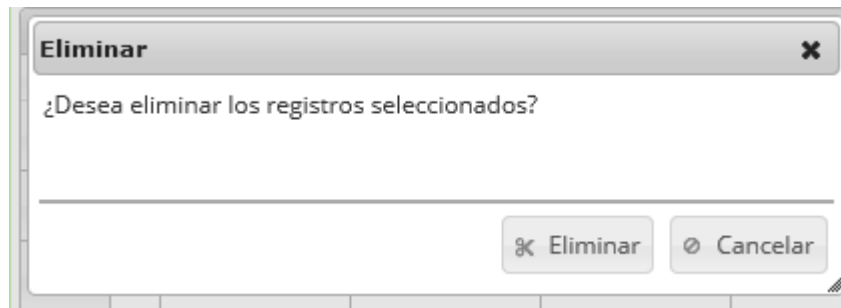 Eliminar
¿Desea eliminar los registros seleccionados?
Eliminar Cancelar